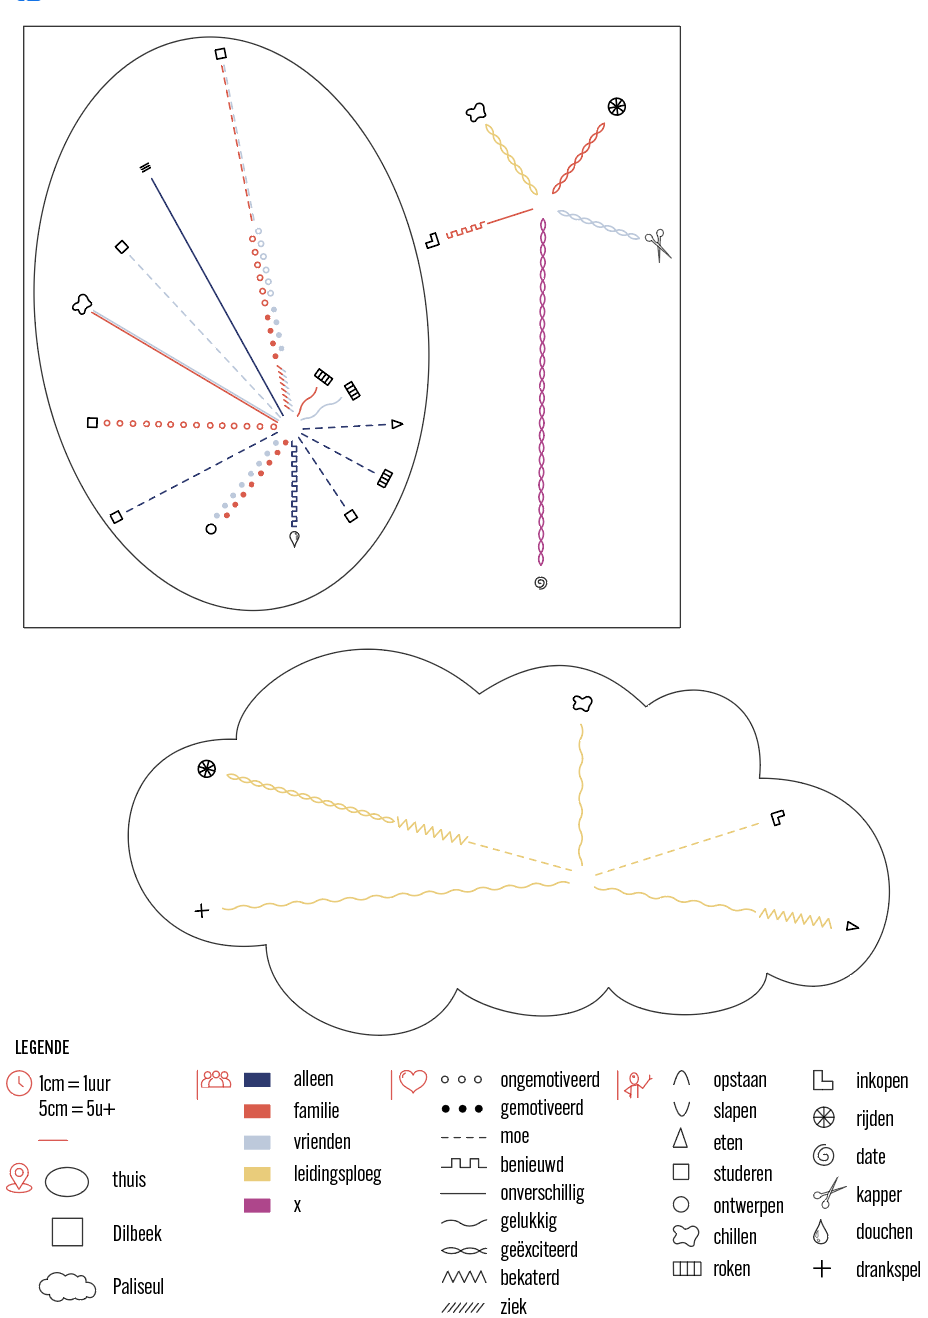 LEGENDE
1cm = 1uur
5cm = 5u+
thuis
Dilbeek
Paliseul
alleen
familie
vrienden
leidingsploeg
x
ongemotiveerd
gemotiveerd
moe
benieuwd
onverschillig
gelukkig
geëxciteerd
bekaterd
ziek
opstaan
slapen
eten
studeren
ontwerpen
chillen
roken
inkopen
rijden
date
kapper
douchen
drankspel